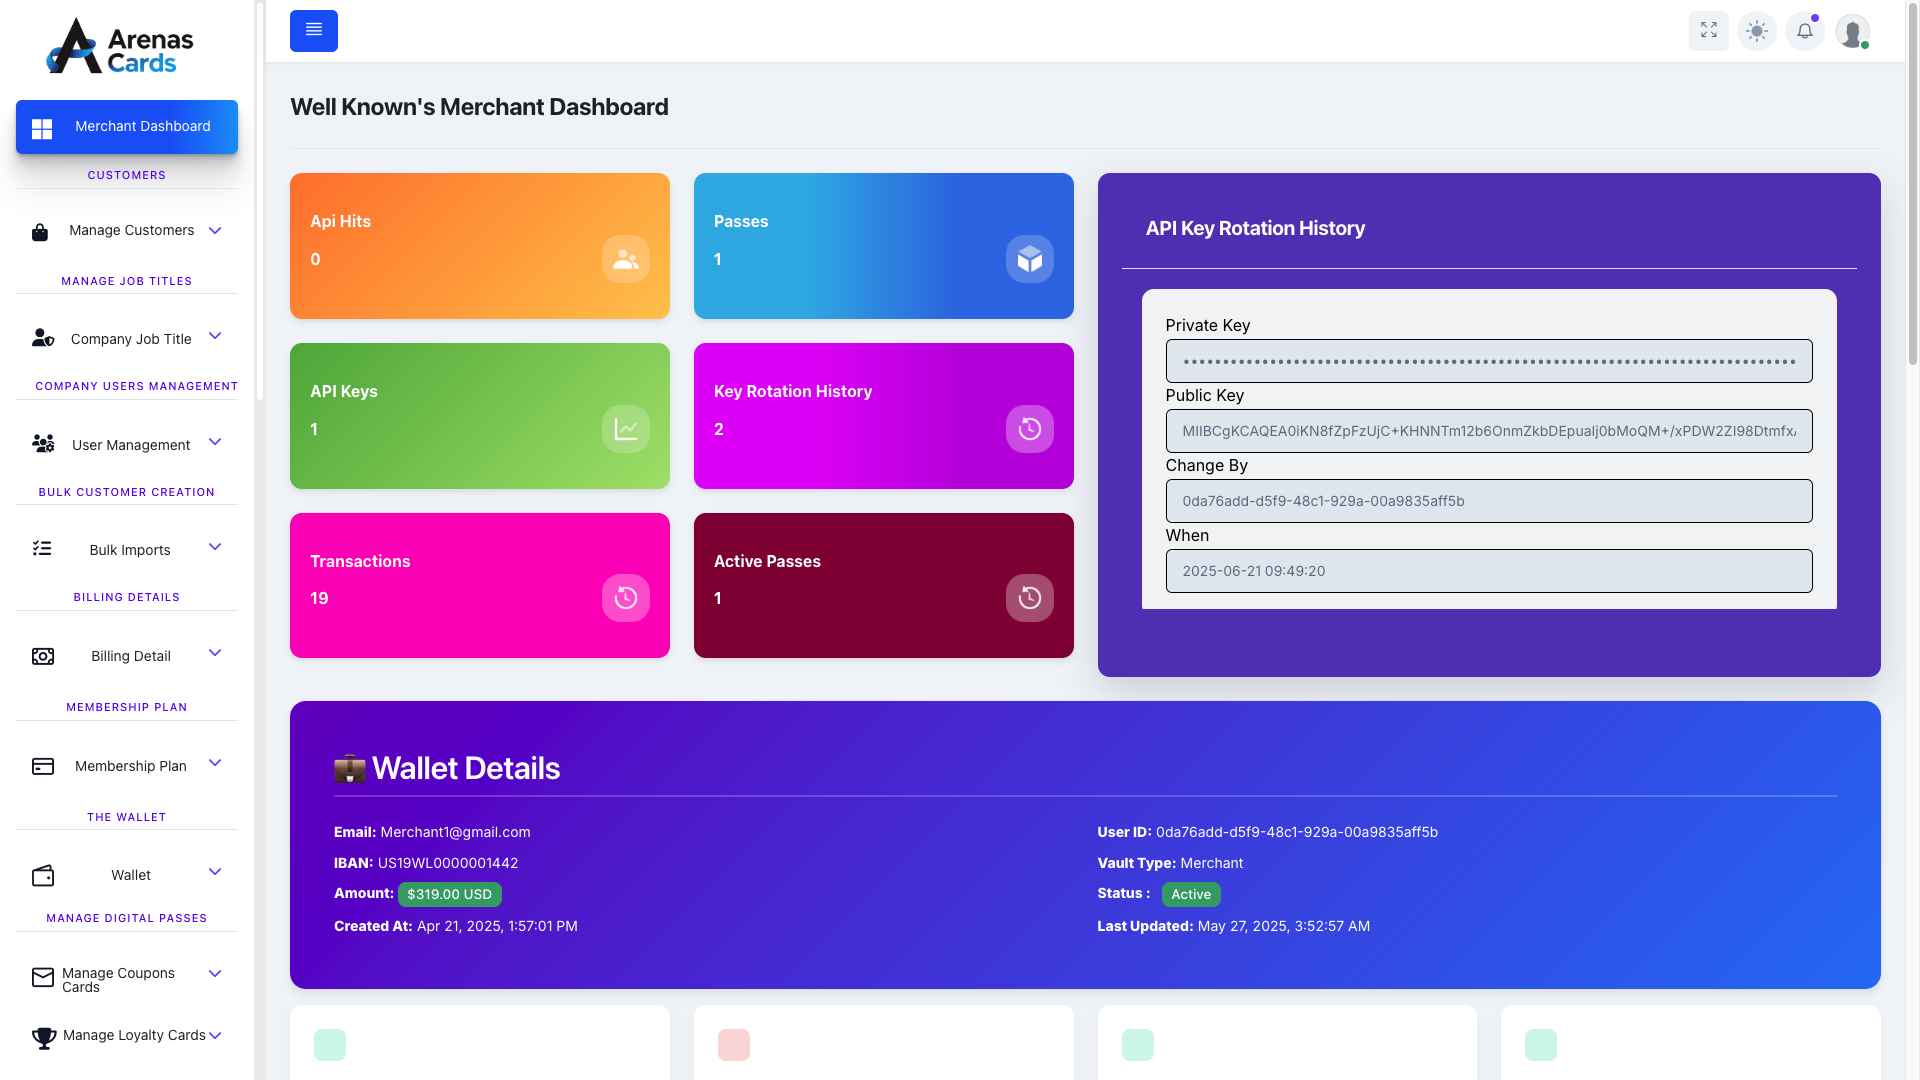 Arenas
Cards
Merchant Dashboard
CUSTOMERS
Manage Customers
MANAGE JOB TITLES
Company Job Title
COMPANY USERS MANAGEMENT
User Management
BULK CUSTOMER CREATION
Bulk Imports
BILLING DETAILS
Billing Detail
MEMBERSHIP PLAN
Membership Plan
THE WALLET
Wallet
MANAGE DIGITAL PASSES
Manage Coupons
Cards
Manage Loyalty Cards
Well Known's Merchant Dashboard
Api Hits
0
Passes
1
API Keys
1
Key Rotation History
2
Transactions
19
Active Passes
1
API Key Rotation History
Private Key
Public Key
MIIBCgKCAQEA0iKN8fZpFzUjC+KHNNTm12b6OnmZkbDEpualj0bMoQM+/xPDW2ZI98Dtmfx
Change By
0da76add-d5f9-48c1-929a-00a9835aff5b
When
2025-06-21 09:49:20
Wallet Details
Email: Merchant1@gmail.com
IBAN: US19WL0000001442
Amount: $319.00 USD
Created At: Apr 21, 2025, 1:57:01 PM
User ID: 0da76add-d5f9-48c1-929a-00a9835aff5b
Vault Type: Merchant
Status : Active
Last Updated: May 27, 2025, 3:52:57 AM